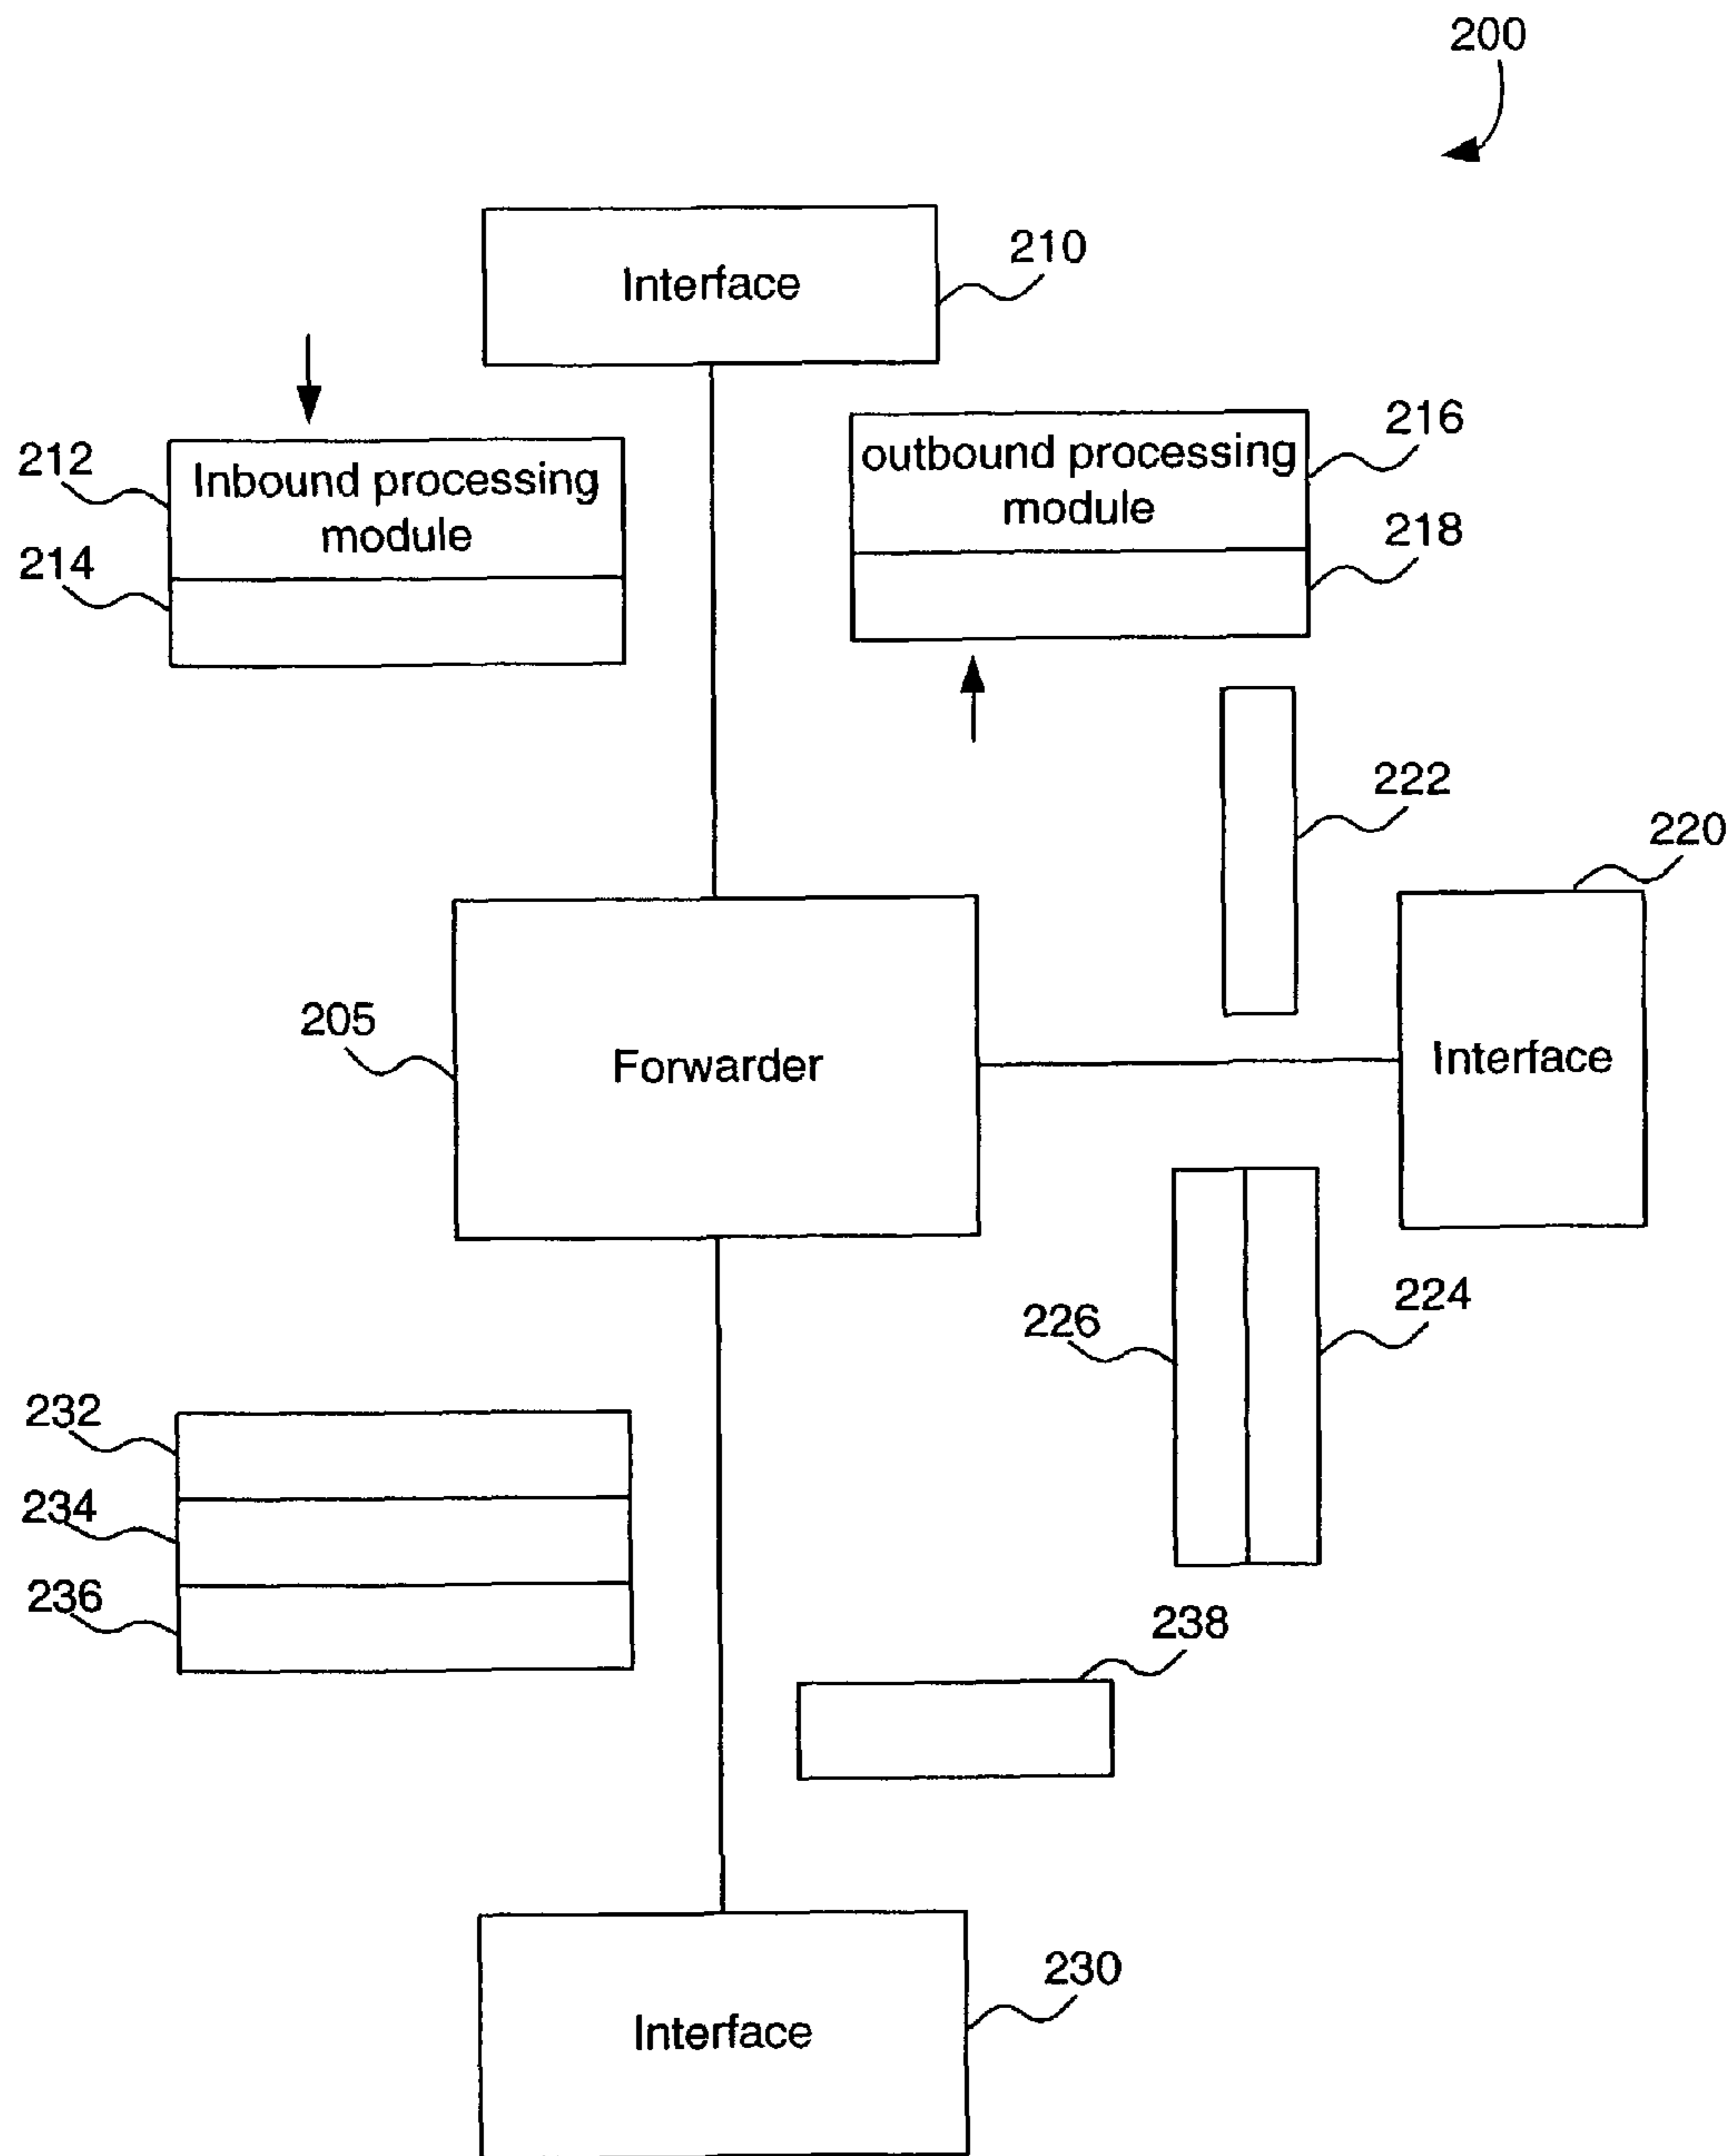 200
Interface
210
212
Inbound processing
module
214
outbound processing
module
216
218
222
220
Interface
205
Forwarder
226
224
232
234
236
238
Interface
230